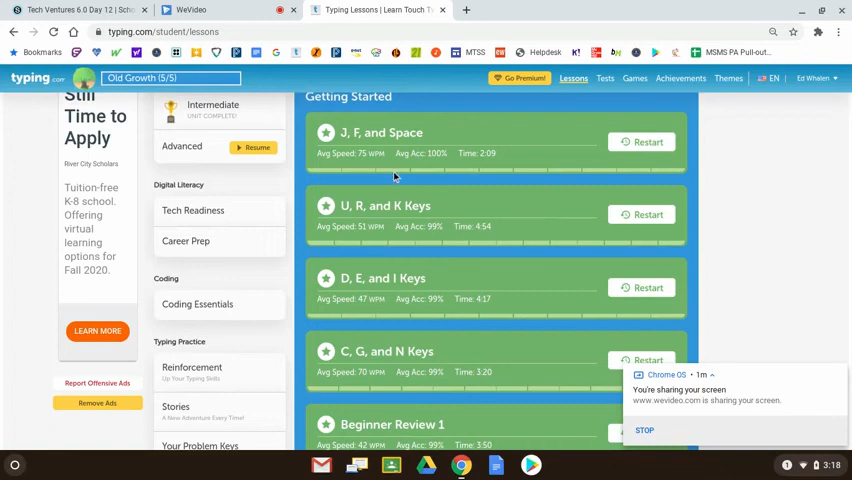 Tech Ventures 6.0 Day 12 | Schoo
WeVideo
Typing Lessons | Learn Touch Ty
typing.com/student/lessons
Bookmarks
MTSS
Helpdesk
K!
MSMS PA Pull-out...
typing.com
Old Growth (5/5)
Go Premium!
Lessons
Tests
Games
Achievements
Themes
EN
Ed Whalen
Still
Time to
Apply
River City Scholars
Tuition-free
K-8 school.
Offering
virtual
learning
options for
Fall 2020.
LEARN MORE
Report Offensive Ads
Remove Ads
Intermediate
UNIT COMPLETE!
Advanced
Resume
Digital Literacy
Tech Readiness
Career Prep
Coding
Coding Essentials
Typing Practice
Reinforcement
Up Your Typing Skills
Stories
A New Adventure Every Time!
Your Problem Keys
Getting Started
J, F, and Space
Avg Speed: 75 WPM Avg Acc: 100% Time: 2:09
Restart
U, R, and K Keys
Avg Speed: 51 WPM Avg Acc: 99% Time: 4:54
Restart
D, E, and I Keys
Avg Speed: 47 WPM Avg Acc: 99% Time: 4:17
Restart
C, G, and N Keys
Avg Speed: 70 WPM Avg Acc: 99% Time: 3:20
Restart
Beginner Review 1
Avg Speed: 42 WPM Avg Acc: 99% Time: 3:50
Chrome OS • 1m
You're sharing your screen
www.wevideo.com is sharing your screen.
STOP
1
3:18